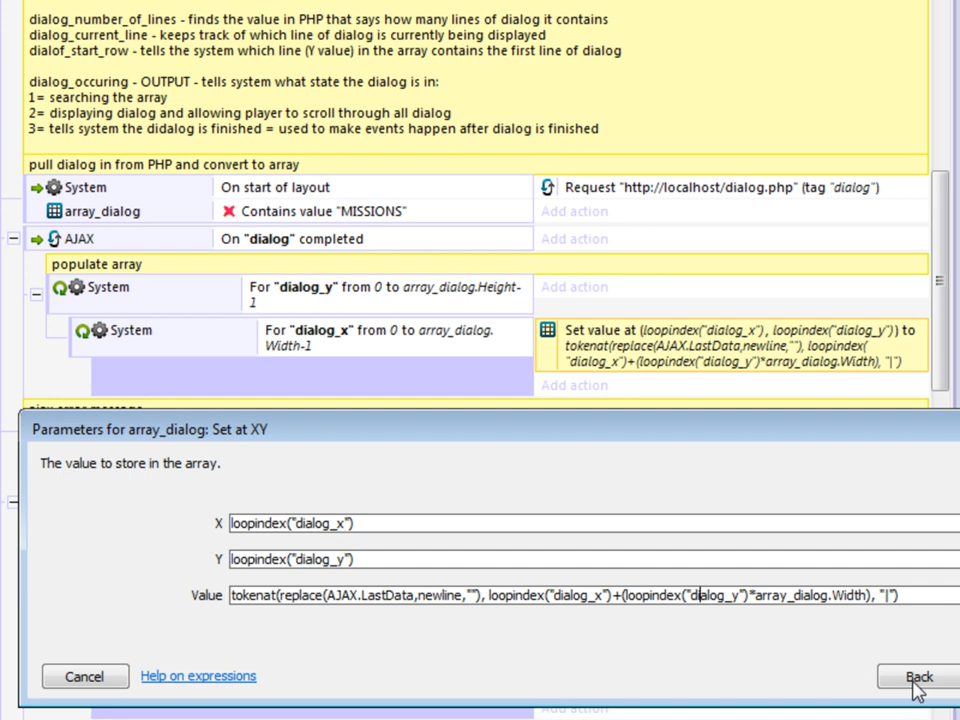 dialog_number_of_lines - finds the value in PHP that says how many lines of dialog it contains
dialog_current_line - keeps track of which line of dialog is currently being displayed
dialof_start_row - tells the system which line (Y value) in the array contains the first line of dialog
dialog_occuring - OUTPUT - tells system what state the dialog is in:
1= searching the array
2= displaying dialog and allowing player to scroll through all dialog
3= tells system the didalog is finished = used to make events happen after dialog is finished
pull dialog in from PHP and convert to array
System On start of layout Request "http://localhost/dialog.php" (tag "dialog")
array_dialog Contains value "MISSIONS" Add action
AJAX On "dialog" completed Add action
populate array
System For "dialog_y" from 0 to array_dialog.Height- Add action
1
System For "dialog_x" from 0 to array_dialog. Set value at (loopindex("dialog_x"), loopindex("dialog_y")) to
Width-1 tokenat(replace(AJAX.LastData,newline,""), loopindex(
"dialog_x")+(loopindex("dialog_y")*array_dialog.Width), "|")
Add action
ajax error message
Parameters for array_dialog: Set at XY
The value to store in the array.
X loopindex("dialog_x")
Y loopindex("dialog_y")
Value tokenat(replace(AJAX.LastData,newline,""), loopindex("dialog_x")+(loopindex("dialog_y")*array_dialog.Width), "|")
Cancel Help on expressions Back
Add action